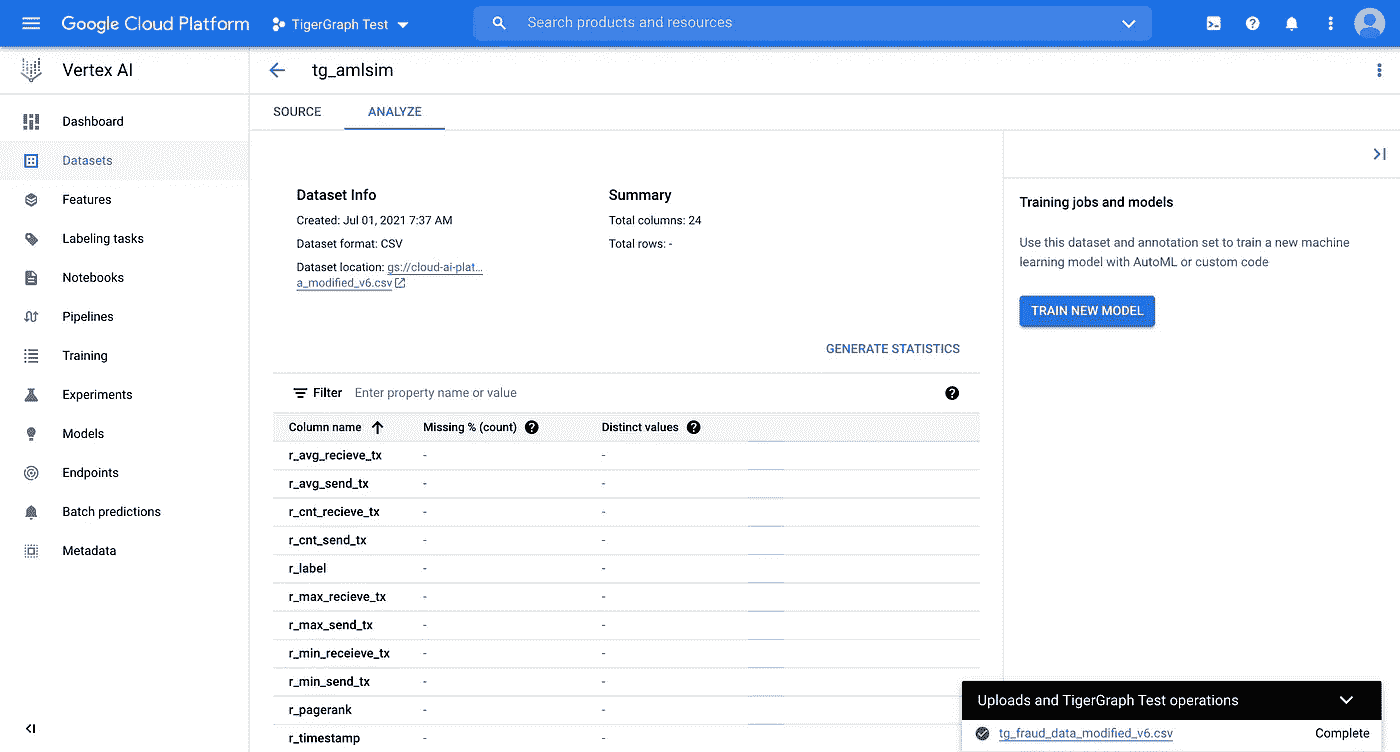 Google Cloud Platform
TigerGraph Test
Search products and resources
Vertex AI
tg_amlsim
SOURCE
ANALYZE
Dashboard
Datasets
Features
Labeling tasks
Notebooks
Pipelines
Training
Experiments
Models
Endpoints
Batch predictions
Metadata
Dataset Info
Created: Jul 01, 2021 7:37 AM
Dataset format: CSV
Dataset location: gs://cloud-ai-plat...
a_modified_v6.csv
Summary
Total columns: 24
Total rows: -
GENERATE STATISTICS
Filter Enter property name or value
Column name Missing % (count) Distinct values
r_avg_recieve_tx - -
r_avg_send_tx - -
r_cnt_recieve_tx - -
r_cnt_send_tx - -
r_label - -
r_max_recieve_tx - -
r_max_send_tx - -
r_min_receieve_tx - -
r_min_send_tx - -
r_pagerank - -
r_timestamp - -
Training jobs and models
Use this dataset and annotation set to train a new machine
learning model with AutoML or custom code
TRAIN NEW MODEL
Uploads and TigerGraph Test operations
tg_fraud_data_modified_v6.csv Complete